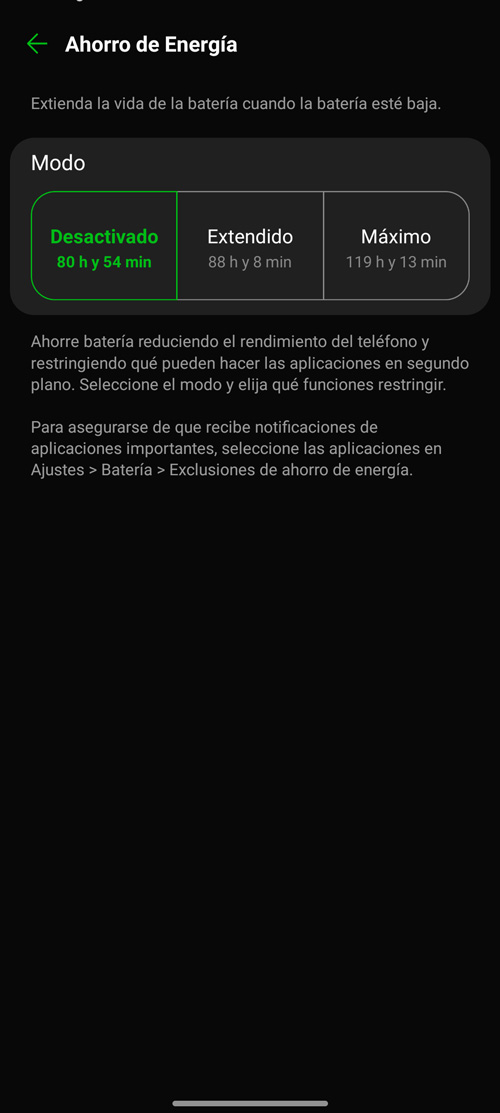 Ahorro de Energía
Extienda la vida de la batería cuando la batería esté baja.
Modo
Desactivado
80 h y 54 min
Extendido
88 h y 8 min
Máximo
119 h y 13 min
Ahorre batería reduciendo el rendimiento del teléfono y
restringiendo qué pueden hacer las aplicaciones en segundo
plano. Seleccione el modo y elija qué funciones restringir.
Para asegurarse de que recibe notificaciones de
aplicaciones importantes, seleccione las aplicaciones en
Ajustes > Batería > Exclusiones de ahorro de energía.